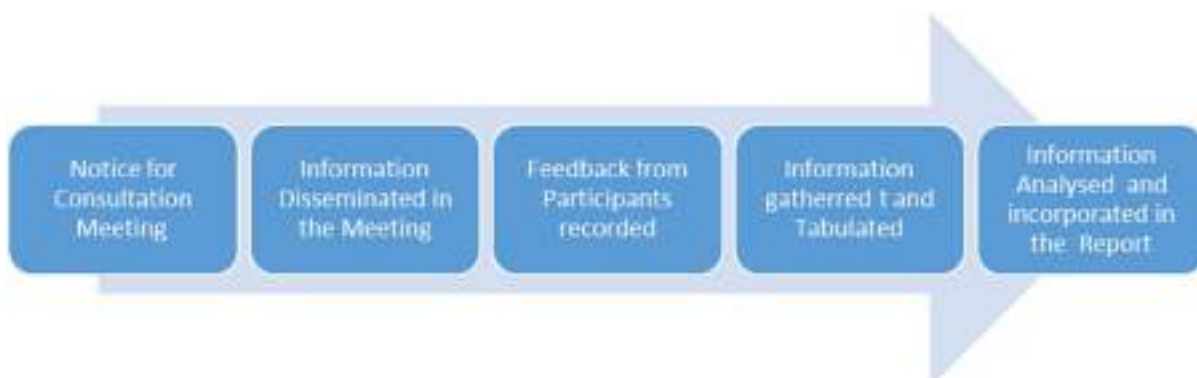 Notice for
Consultation
Meeting
Information
Disseminated in
the Meeting
Feedback from
Participants
recorded
Information
gatherred t and
Tabulated
Information
Analysed and
incorporated in
the Report